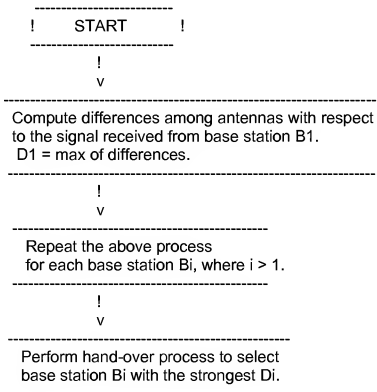 START
Compute differences among antennas with respect
to the signal received from base station B1.
D1 = max of differences.
Repeat the above process
for each base station Bi, where i > 1.
Perform hand-over process to select
base station Bi with the strongest Di.